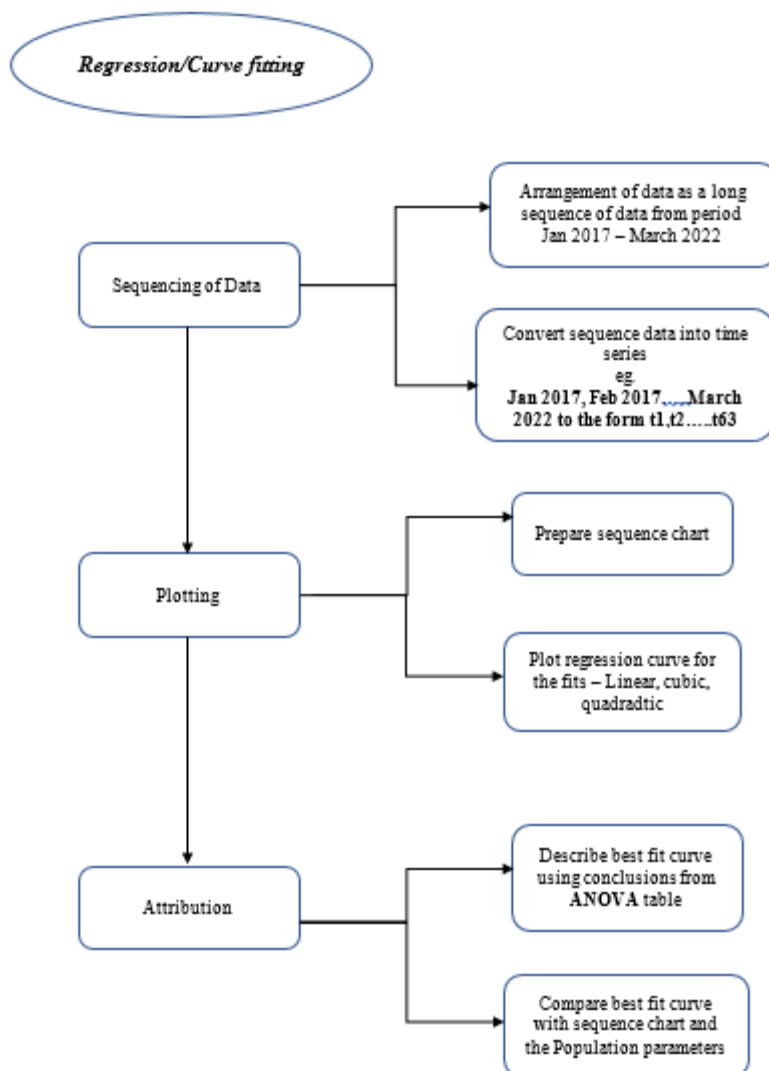 Regression/Curve fitting
Arrangement of data as a long
sequence of data from period
Jan 2017 – March 2022
Sequencing of Data
Convert sequence data into time
series
eg.
Jan 2017, Feb 2017.....March
2022 to the form t1,t2.....t63
Prepare sequence chart
Plotting
Plot regression curve for
the fits – Linear, cubic,
quadradtic
Describe best fit curve
using conclusions from
ANOVA table
Attribution
Compare best fit curve
with sequence chart and
the Population parameters